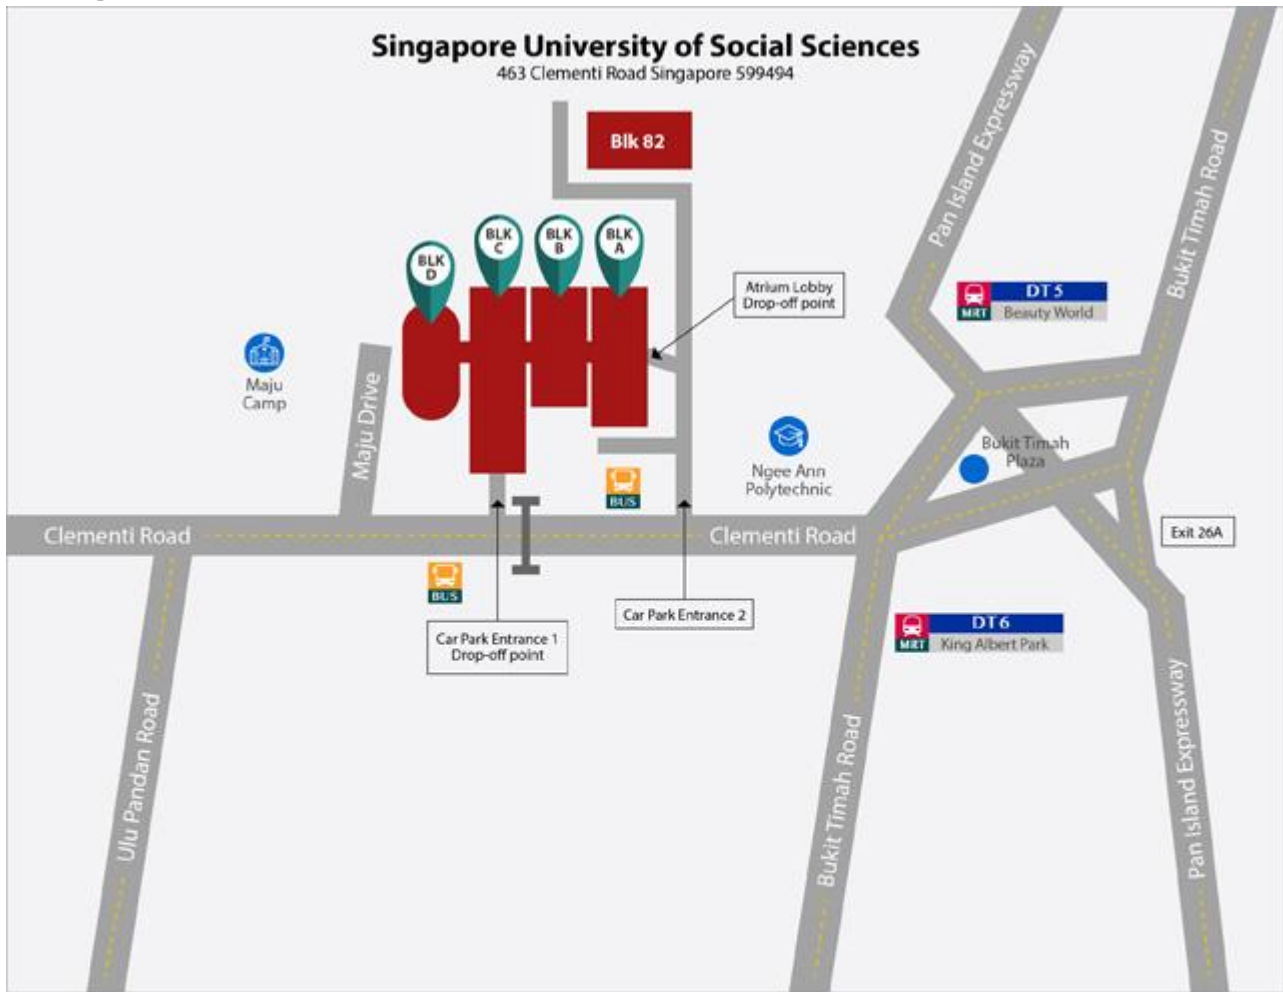 Singapore University of Social Sciences
463 Clementi Road Singapore 599494
Blk 82
BLK
A
BLK
B
BLK
C
BLK
D
Atrium Lobby
Drop-off point
Pan Island Expressway
Bukit Timah Road
DT5
MRT
Beauty World
Maju
Camp
Maju Drive
Ngee Ann
Polytechnic
Bukit Timah
Plaza
BUS
Clementi Road
Clementi Road
Exit 26A
BUS
Car Park Entrance 1
Drop-off point
Car Park Entrance 2
DT6
MRT
King Albert Park
Ulu Pandan Road
Bukit Timah Road
Pan Island Expressway